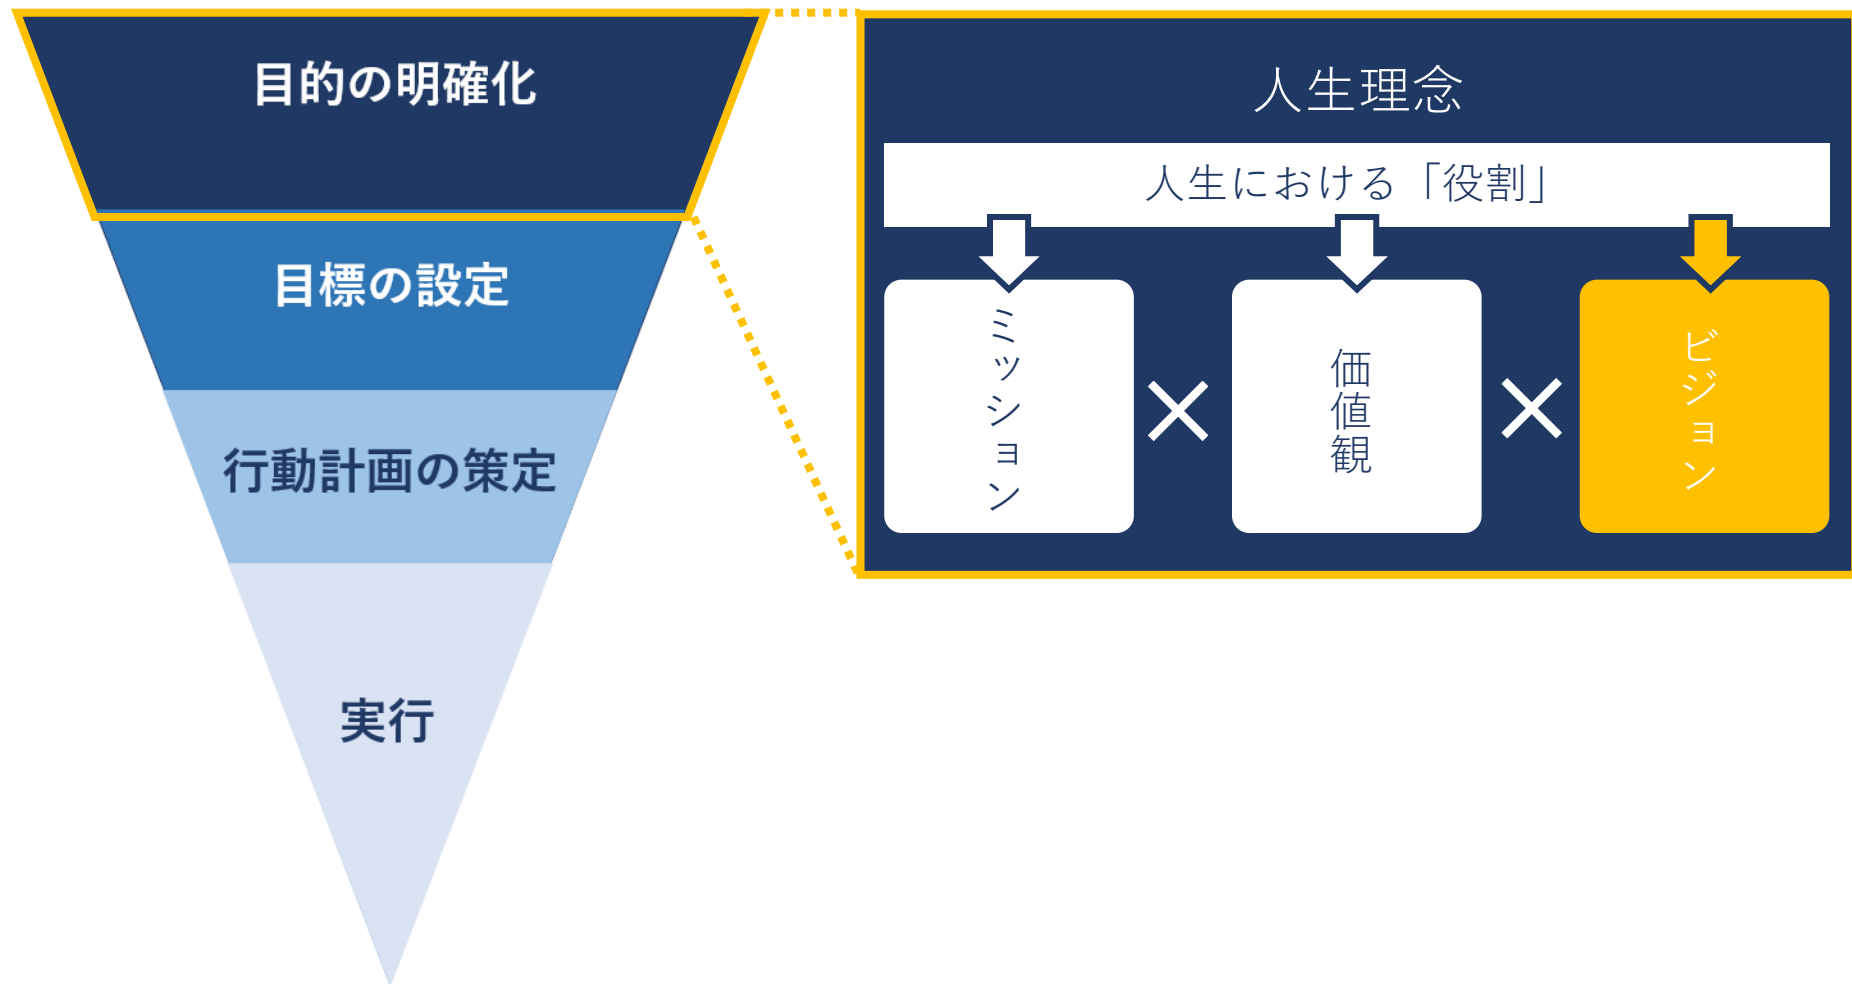 目的の明確化
目標の設定
行動計画の策定
実行
人生理念
人生における「役割」
ミッション
×
価値観
×
ビジョン